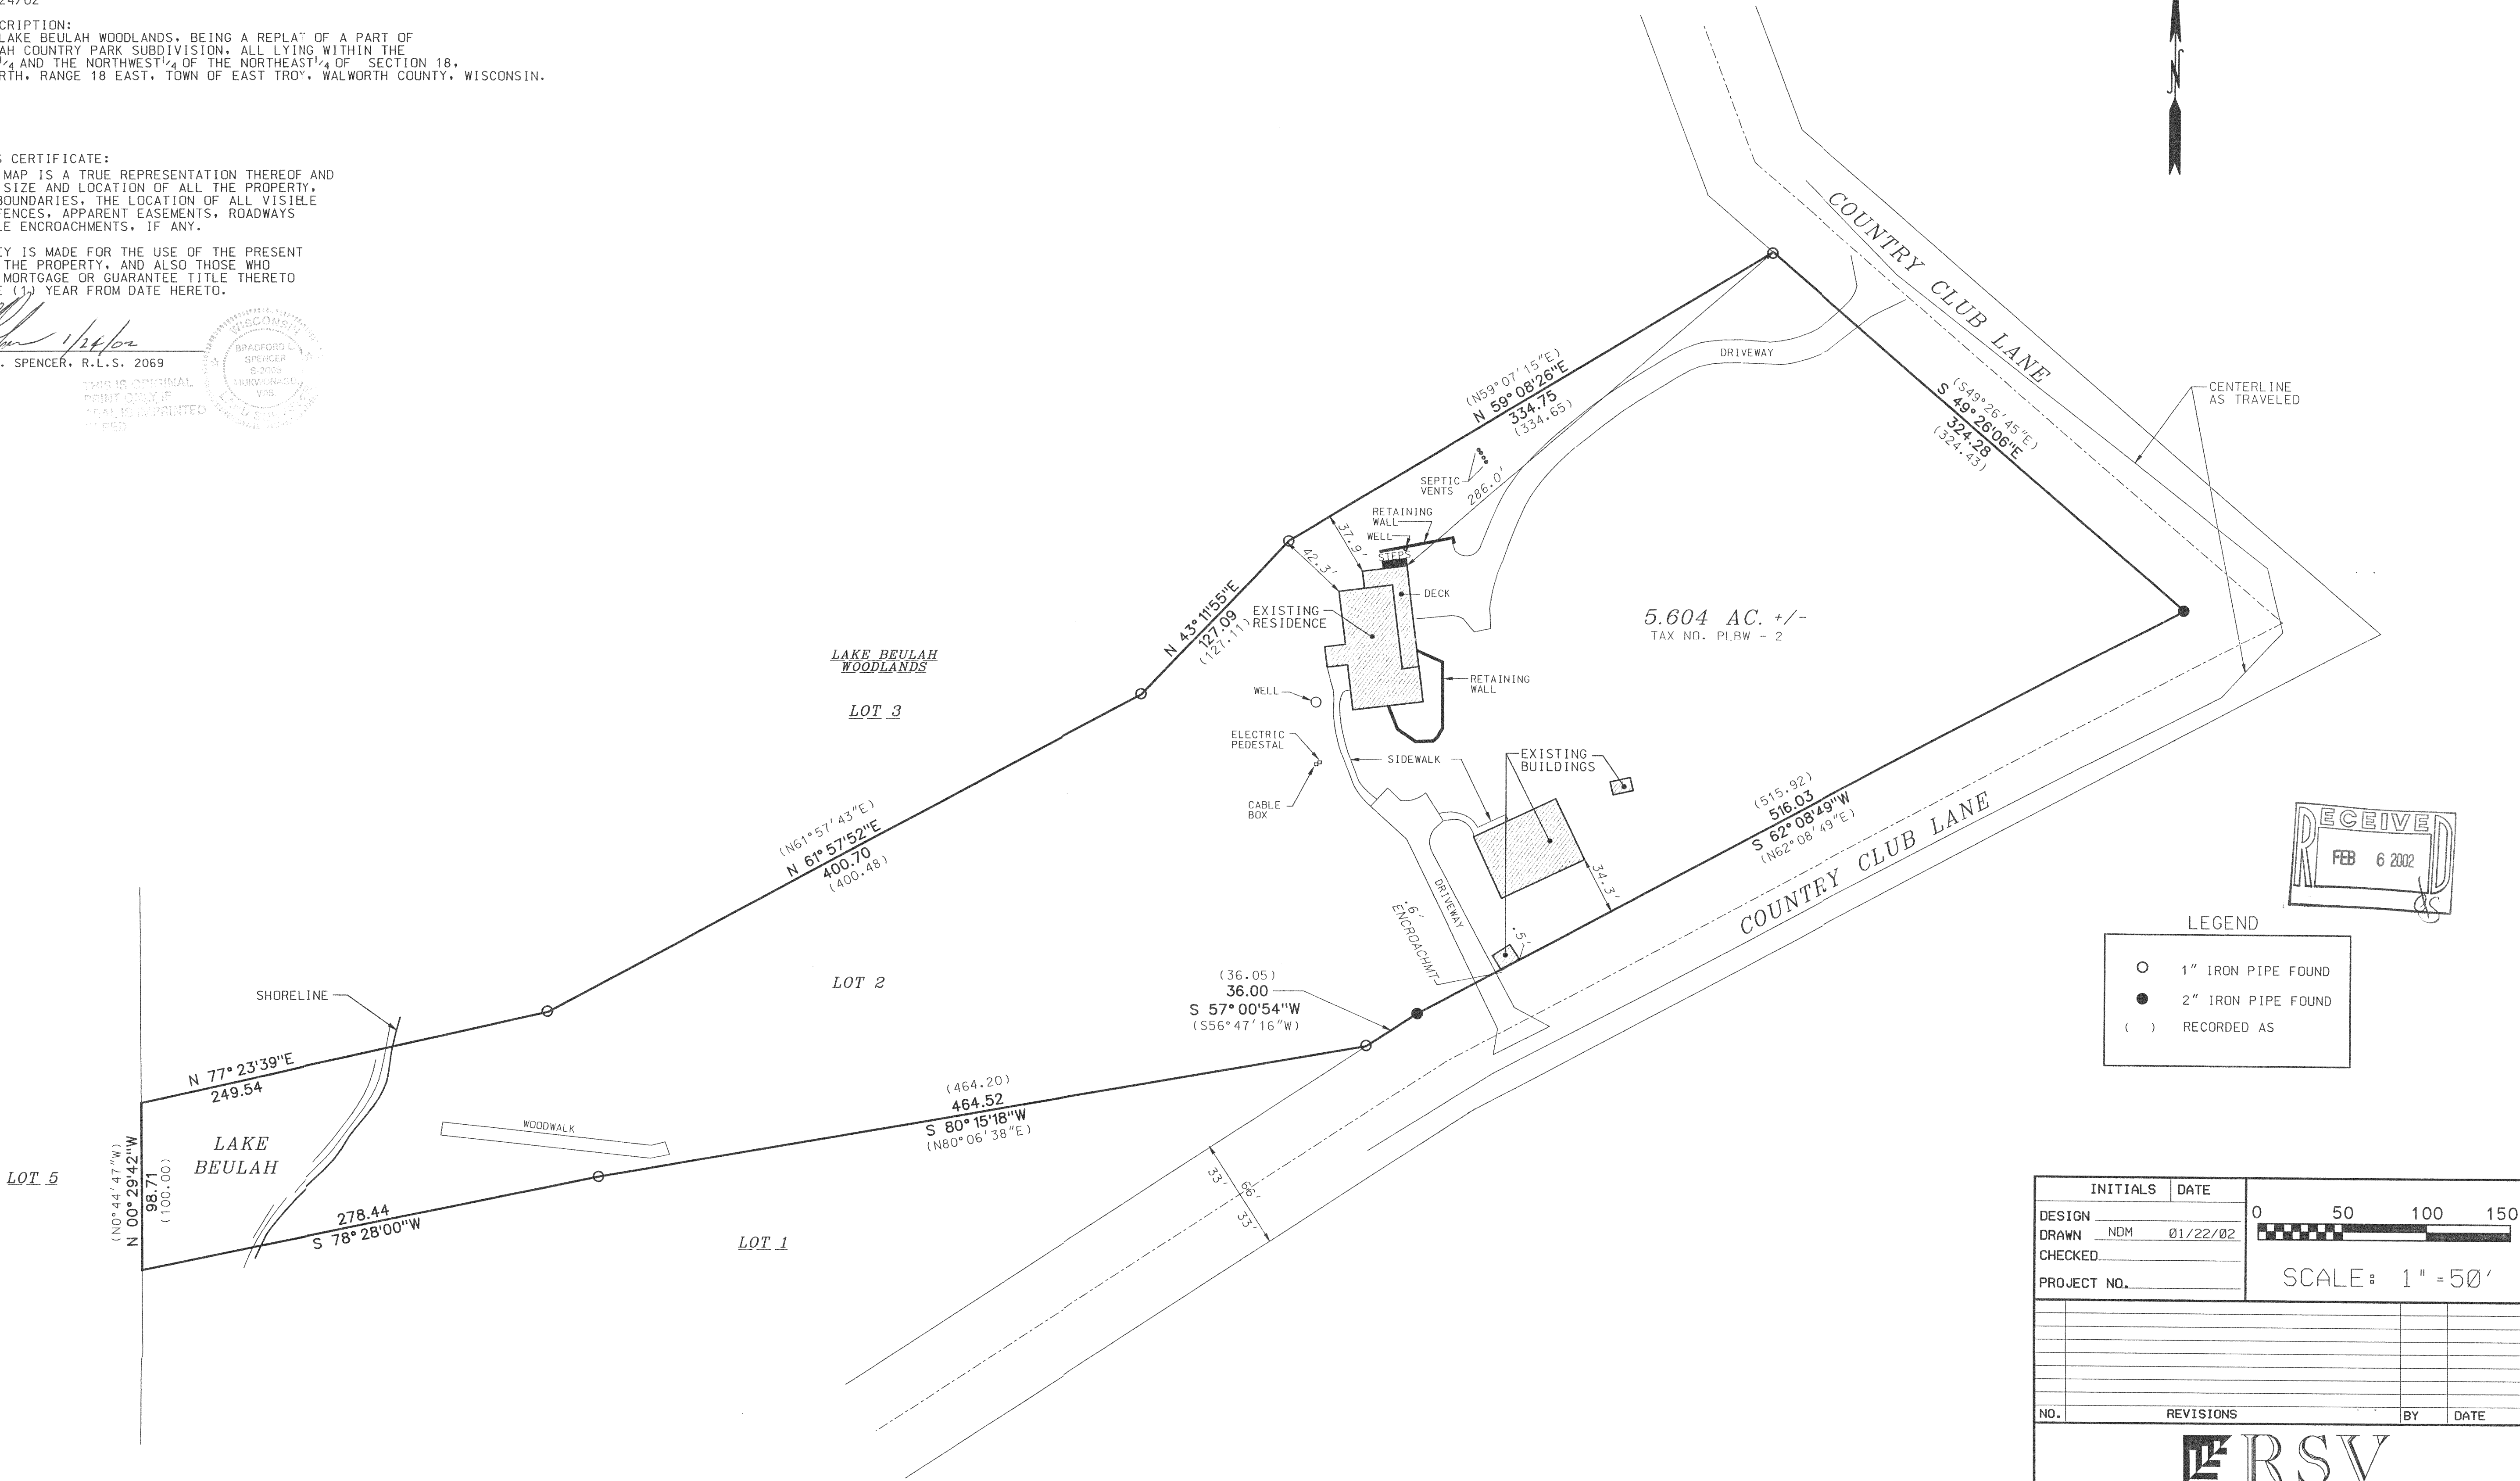 24/02
CRIPTION:
LAKE BEULAH WOODLANDS, BEING A REPLAT OF A PART OF
AH COUNTRY PARK SUBDIVISION, ALL LYING WITHIN THE
1/4 AND THE NORTHWEST 1/4 OF THE NORTHEAST 1/4 OF SECTION 18,
RTH, RANGE 18 EAST, TOWN OF EAST TROY, WALWORTH COUNTY, WISCONSIN.
S CERTIFICATE:
MAP IS A TRUE REPRESENTATION THEREOF AND
SIZE AND LOCATION OF ALL THE PROPERTY,
BOUNDARIES, THE LOCATION OF ALL VISIBLE
FENCES, APPARENT EASEMENTS, ROADWAYS
LE ENCROACHMENTS, IF ANY.
EY IS MADE FOR THE USE OF THE PRESENT
THE PROPERTY, AND ALSO THOSE WHO
MORTGAGE OR GUARANTEE TITLE THERETO
E (1) YEAR FROM DATE HERETO.
1/24/02
. SPENCER, R.L.S. 2069
WISCONSIN
BRADFORD L.
SPENCER
S-2069
MUKWONAGO,
WIS.
THIS IS ORIGINAL
PRINT ONLY IF
SEAL IS IMPRINTED
N
COUNTRY CLUB LANE
CENTERLINE
AS TRAVELED
DRIVEWAY
(N59°07'15"E)
N 59°08'26"E
334.75
(334.65)
(S49°26'45"E)
S 49°26'06"E
324.28
(324.43)
SEPTIC
VENTS
286.0'
RETAINING
WALL
WELL
STEPS
37.9'
42.3'
DECK
EXISTING
RESIDENCE
N 43°11'55"E
127.09
(127.11)
5.604 AC. +/-
TAX NO. PLBW - 2
LAKE BEULAH
WOODLANDS
LOT 3
WELL
RETAINING
WALL
ELECTRIC
PEDESTAL
SIDEWALK
EXISTING
BUILDINGS
CABLE
BOX
(N61°57'43"E)
N 61°57'52"E
400.70
(400.48)
(515.92)
516.03
S 62°08'49"W
(N62°08'49"E)
COUNTRY CLUB LANE
34.3'
DRIVEWAY
.6'
ENCROACHMT
.5'
RECEIVED
FEB 6 2002
LEGEND
1" IRON PIPE FOUND
2" IRON PIPE FOUND
( ) RECORDED AS
LOT 2
(36.05)
36.00
S 57°00'54"W
(S56°47'16"W)
SHORELINE
N 77°23'39"E
249.54
(464.20)
464.52
S 80°15'18"W
(N80°06'38"E)
WOODWALK
LAKE
BEULAH
LOT 5
(N0°44'47"W)
N 00°29'42"W
98.71
(100.00)
278.44
S 78°28'00"W
LOT 1
33'
66'
33'
INITIALS DATE
DESIGN
DRAWN NDM 01/22/02
CHECKED
PROJECT NO.
0 50 100 150
SCALE: 1" =50'
NO. REVISIONS BY DATE
RSV